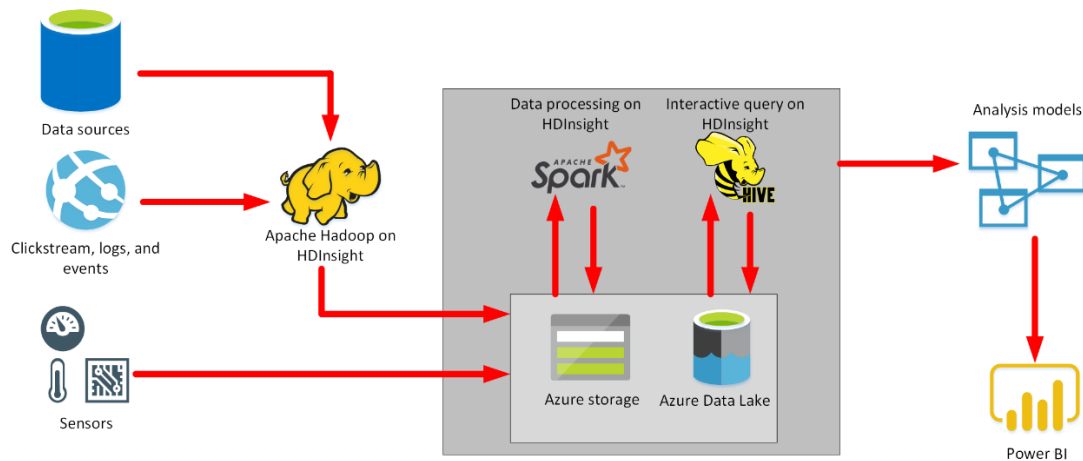 Data sources
Clickstream, logs, and
events
Sensors
Apache Hadoop on
HDInsight
Data processing on
HDInsight
APACHE
Spark™
Interactive query on
HDInsight
HIVE
Azure storage
Azure Data Lake
Analysis models
Power BI